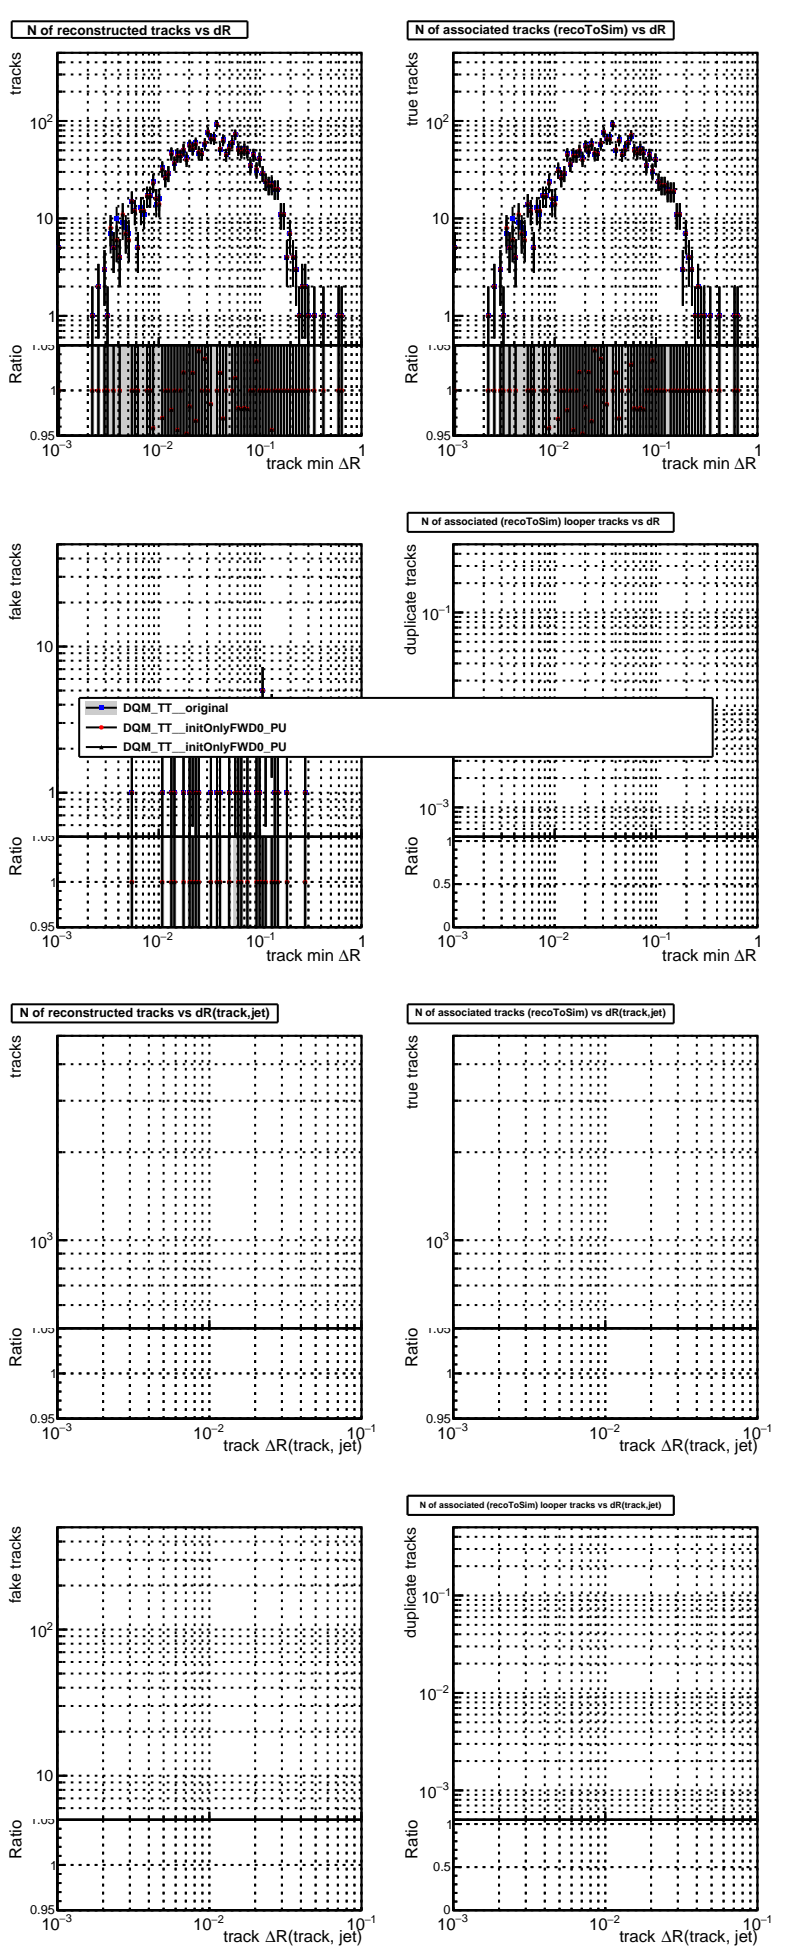 N of reconstructed tracks vs dR
tracks
10²
10
1
Ratio
1.05
1
0.95
10⁻³ 10⁻² 10⁻¹ 1
track min ΔR
N of associated tracks (recoToSim) vs dR
true tracks
10²
10
1
Ratio
1.05
1
0.95
10⁻³ 10⁻² 10⁻¹ 1
track min ΔR
fake tracks
10
1
Ratio
1.05
1
0.95
10⁻³ 10⁻² 10⁻¹ 1
track min ΔR
N of associated (recoToSim) looper tracks vs dR
duplicate tracks
10⁻¹
10⁻³
Ratio
1
0.5
0
10⁻³ 10⁻² 10⁻¹ 1
track min ΔR
DQM_TT__original
DQM_TT__initOnlyFWD0_PU
DQM_TT__initOnlyFWD0_PU
N of reconstructed tracks vs dR(track,jet)
tracks
10³
Ratio
1.05
1
0.95
10⁻³ 10⁻² 10⁻¹
track ΔR(track, jet)
N of associated tracks (recoToSim) vs dR(track,jet)
true tracks
10³
Ratio
1.05
1
0.95
10⁻³ 10⁻² 10⁻¹
track ΔR(track, jet)
fake tracks
10²
10
Ratio
1.05
1
0.95
10⁻³ 10⁻² 10⁻¹
track ΔR(track, jet)
N of associated (recoToSim) looper tracks vs dR(track,jet)
duplicate tracks
10⁻¹
10⁻²
10⁻³
Ratio
1
0.5
0
10⁻³ 10⁻² 10⁻¹
track ΔR(track, jet)